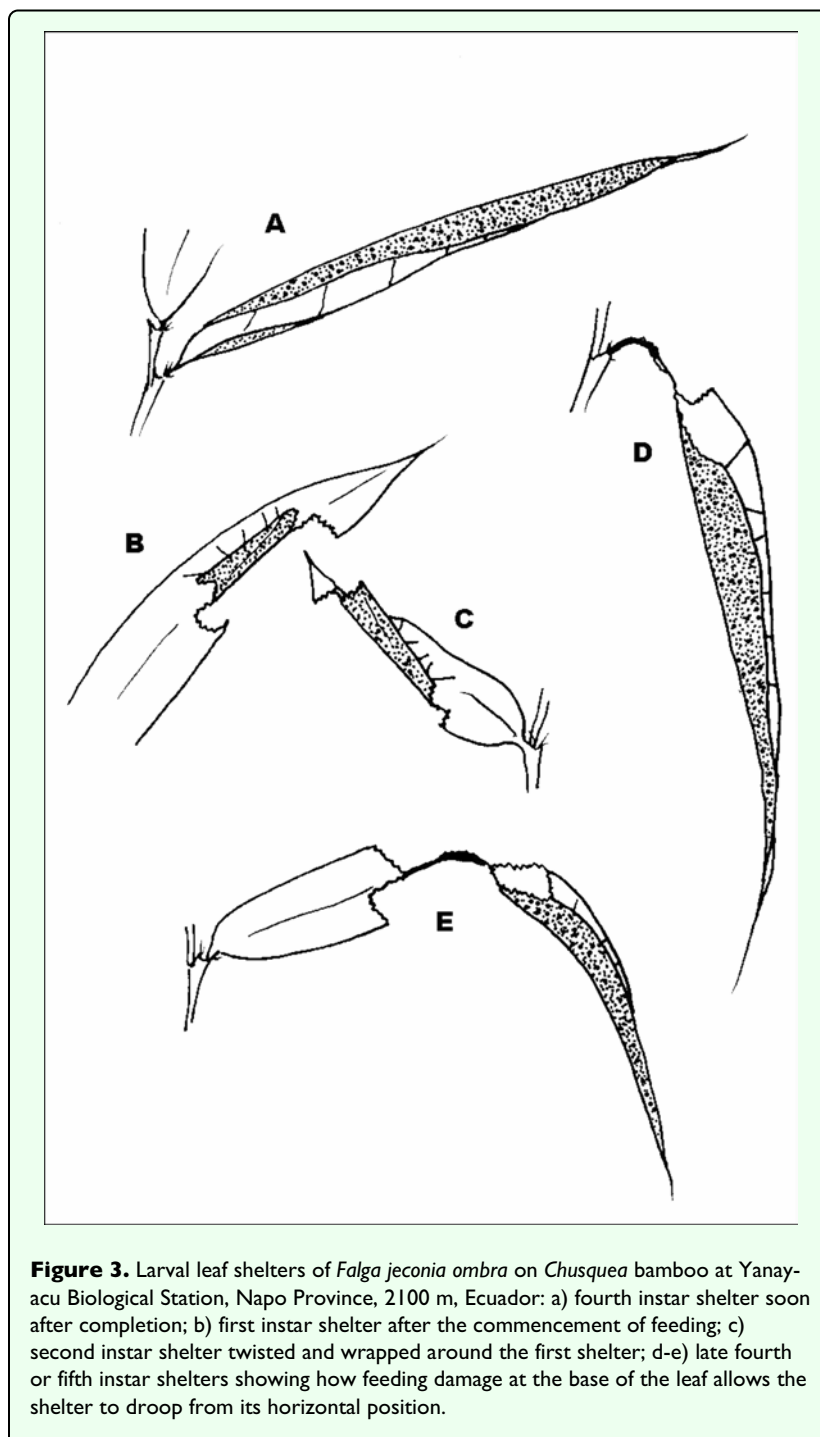 A
D
B
C
E
Figure 3. Larval leaf shelters of Falga jeconia ombra on Chusquea bamboo at Yanay-
acu Biological Station, Napo Province, 2100 m, Ecuador: a) fourth instar shelter soon
after completion; b) first instar shelter after the commencement of feeding; c)
second instar shelter twisted and wrapped around the first shelter; d-e) late fourth
or fifth instar shelters showing how feeding damage at the base of the leaf allows the
shelter to droop from its horizontal position.